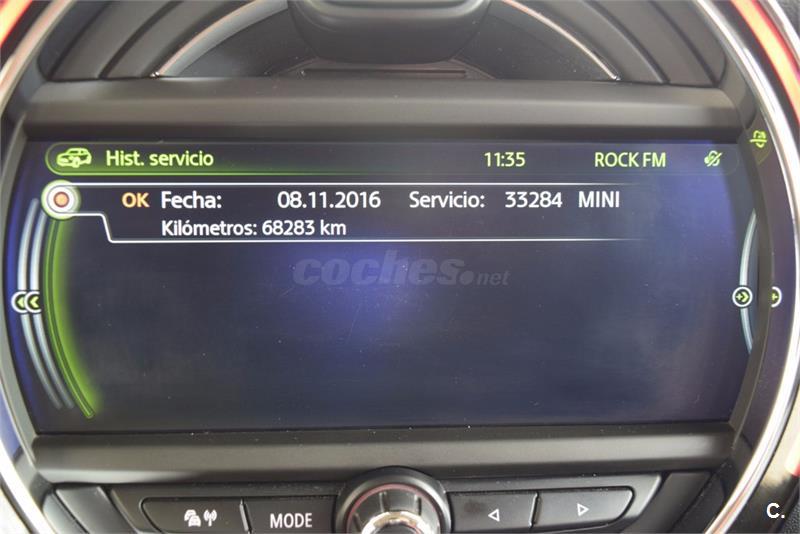 Hist. servicio 11:35 ROCK FM
OK Fecha: 08.11.2016 Servicio: 33284 MINI
Kilómetros: 68283 km
coches.net
MODE
C.